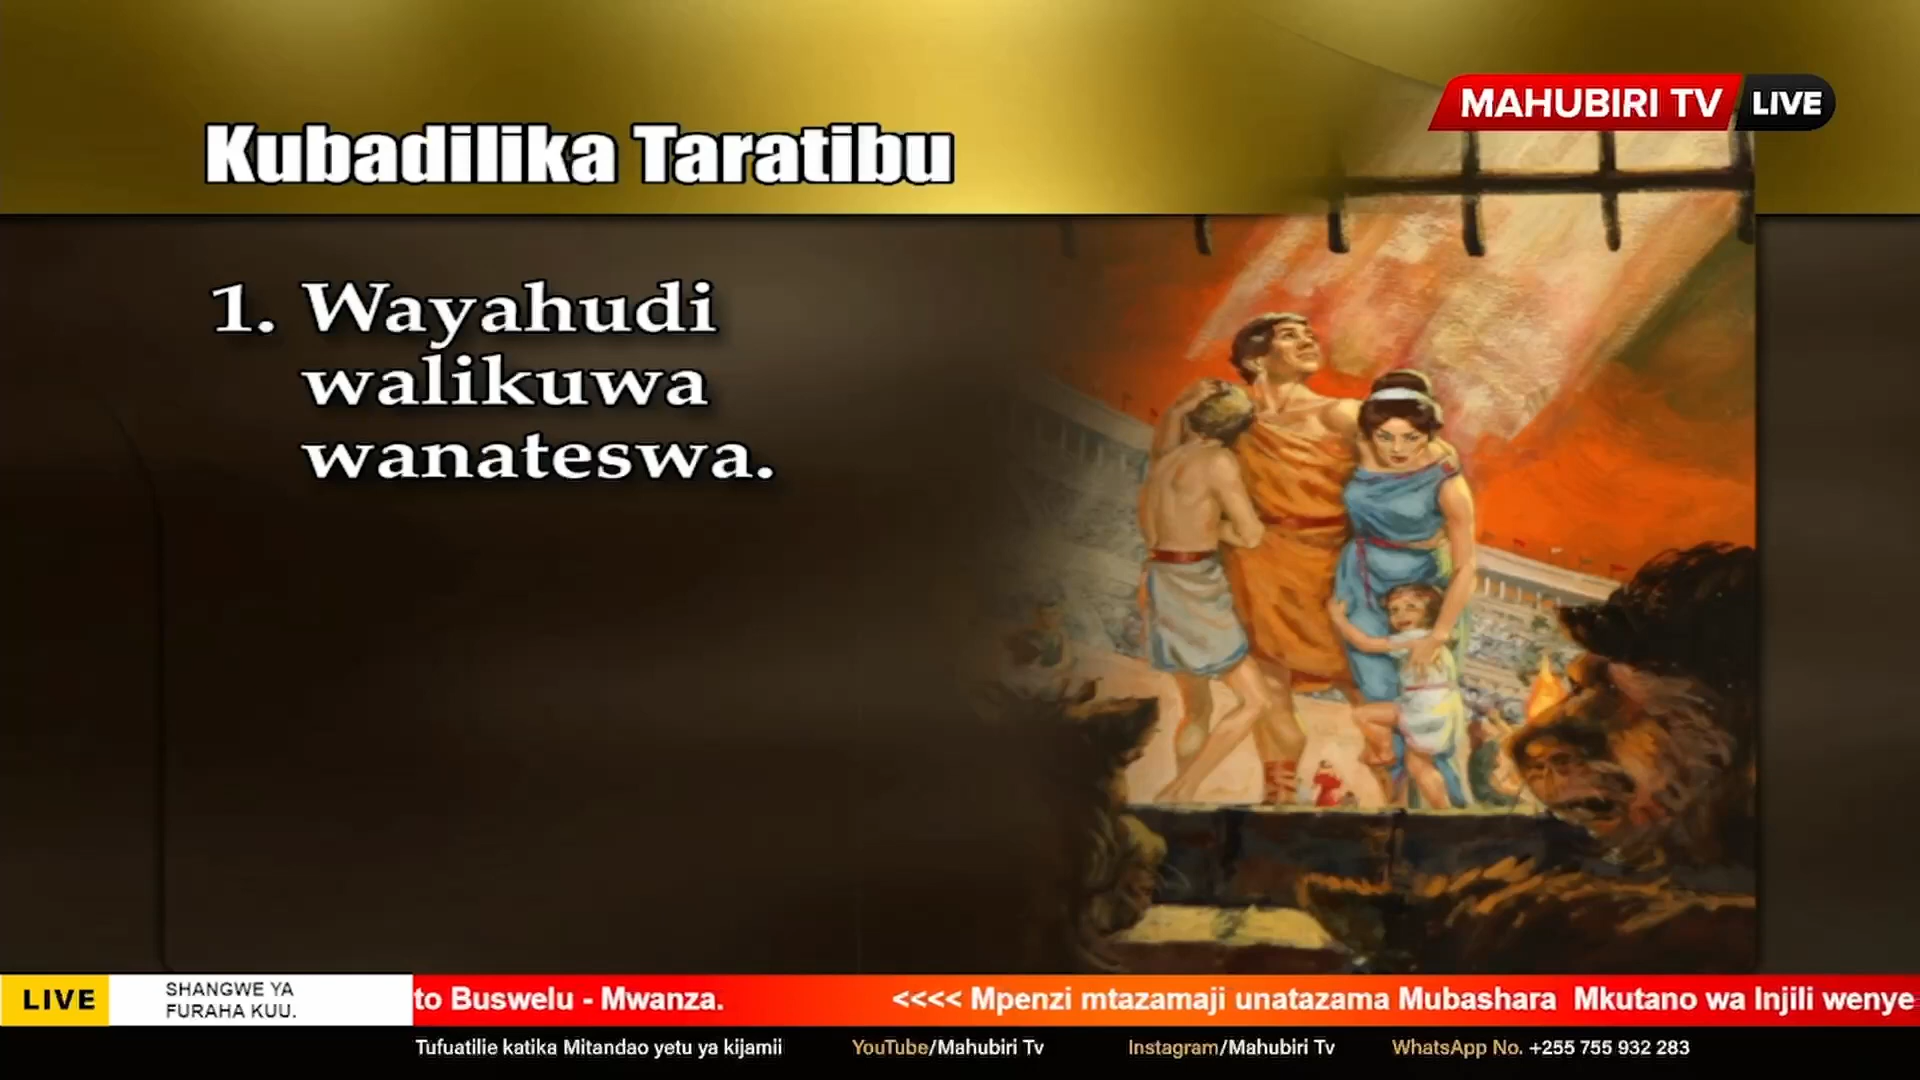 MAHUBIRI TV LIVE
Kubadilika Taratibu
1. Wayahudi
walikuwa
wanateswa.
LIVE
SHANGWE YA
FURAHA KUU.
to Buswelu - Mwanza. <<<< Mpenzi mtazamaji unatazama Mubashara Mkutano wa Injili wenye
Tufuatilie katika Mitandao yetu ya kijamii YouTube/Mahubiri Tv Instagram/Mahubiri Tv WhatsApp No. +255 755 932 283